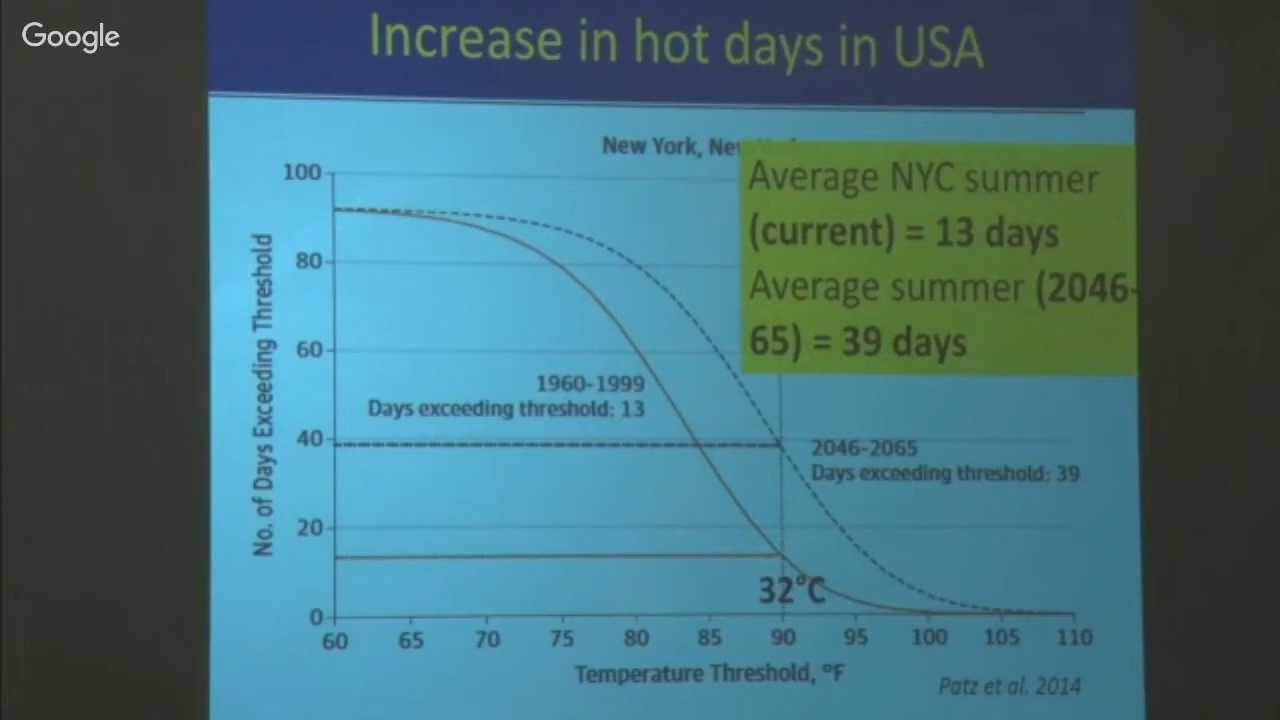 Google
Increase in hot days in USA
New York, New
Average NYC summer
(current) = 13 days
Average summer (2046-
65) = 39 days
No. of Days Exceeding Threshold
100
80
60
40
20
0
1960-1999
Days exceeding threshold: 13
2046-2065
Days exceeding threshold: 39
32°C
60 65 70 75 80 85 90 95 100 105 110
Temperature Threshold, °F
Patz et al. 2014